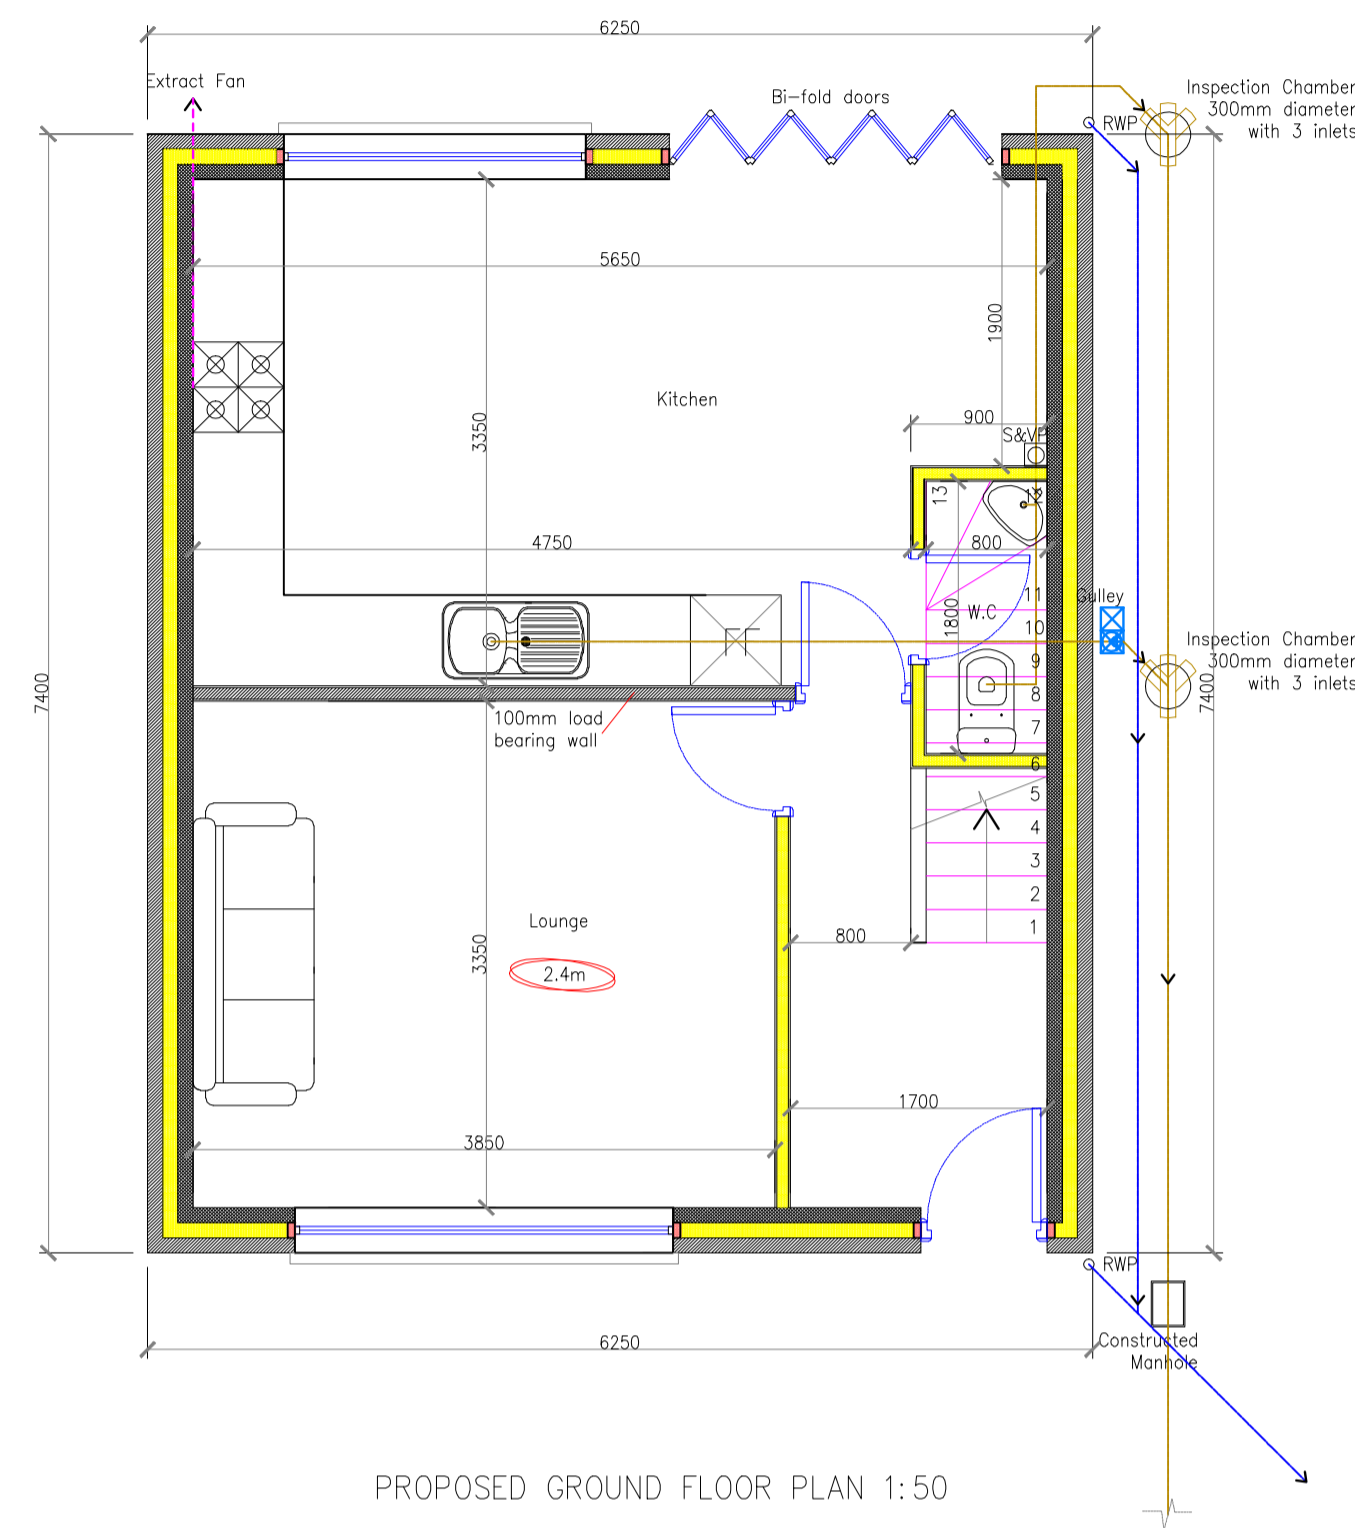 6250
Extract Fan
Bi-fold doors
Inspection Chamber
300mm diameter
with 3 inlets
RWP
5650
1900
Kitchen
3350
900
S&VP
13
12
4750
800
11
Gulley
1800
W.C
10
9
Inspection Chamber
300mm diameter
with 3 inlets
8
7400
7400
7
100mm load
bearing wall
6
5
4
3
2
1
Lounge
800
3350
2.4m
1700
3850
RWP
6250
Constructed
Manhole
PROPOSED GROUND FLOOR PLAN 1:50